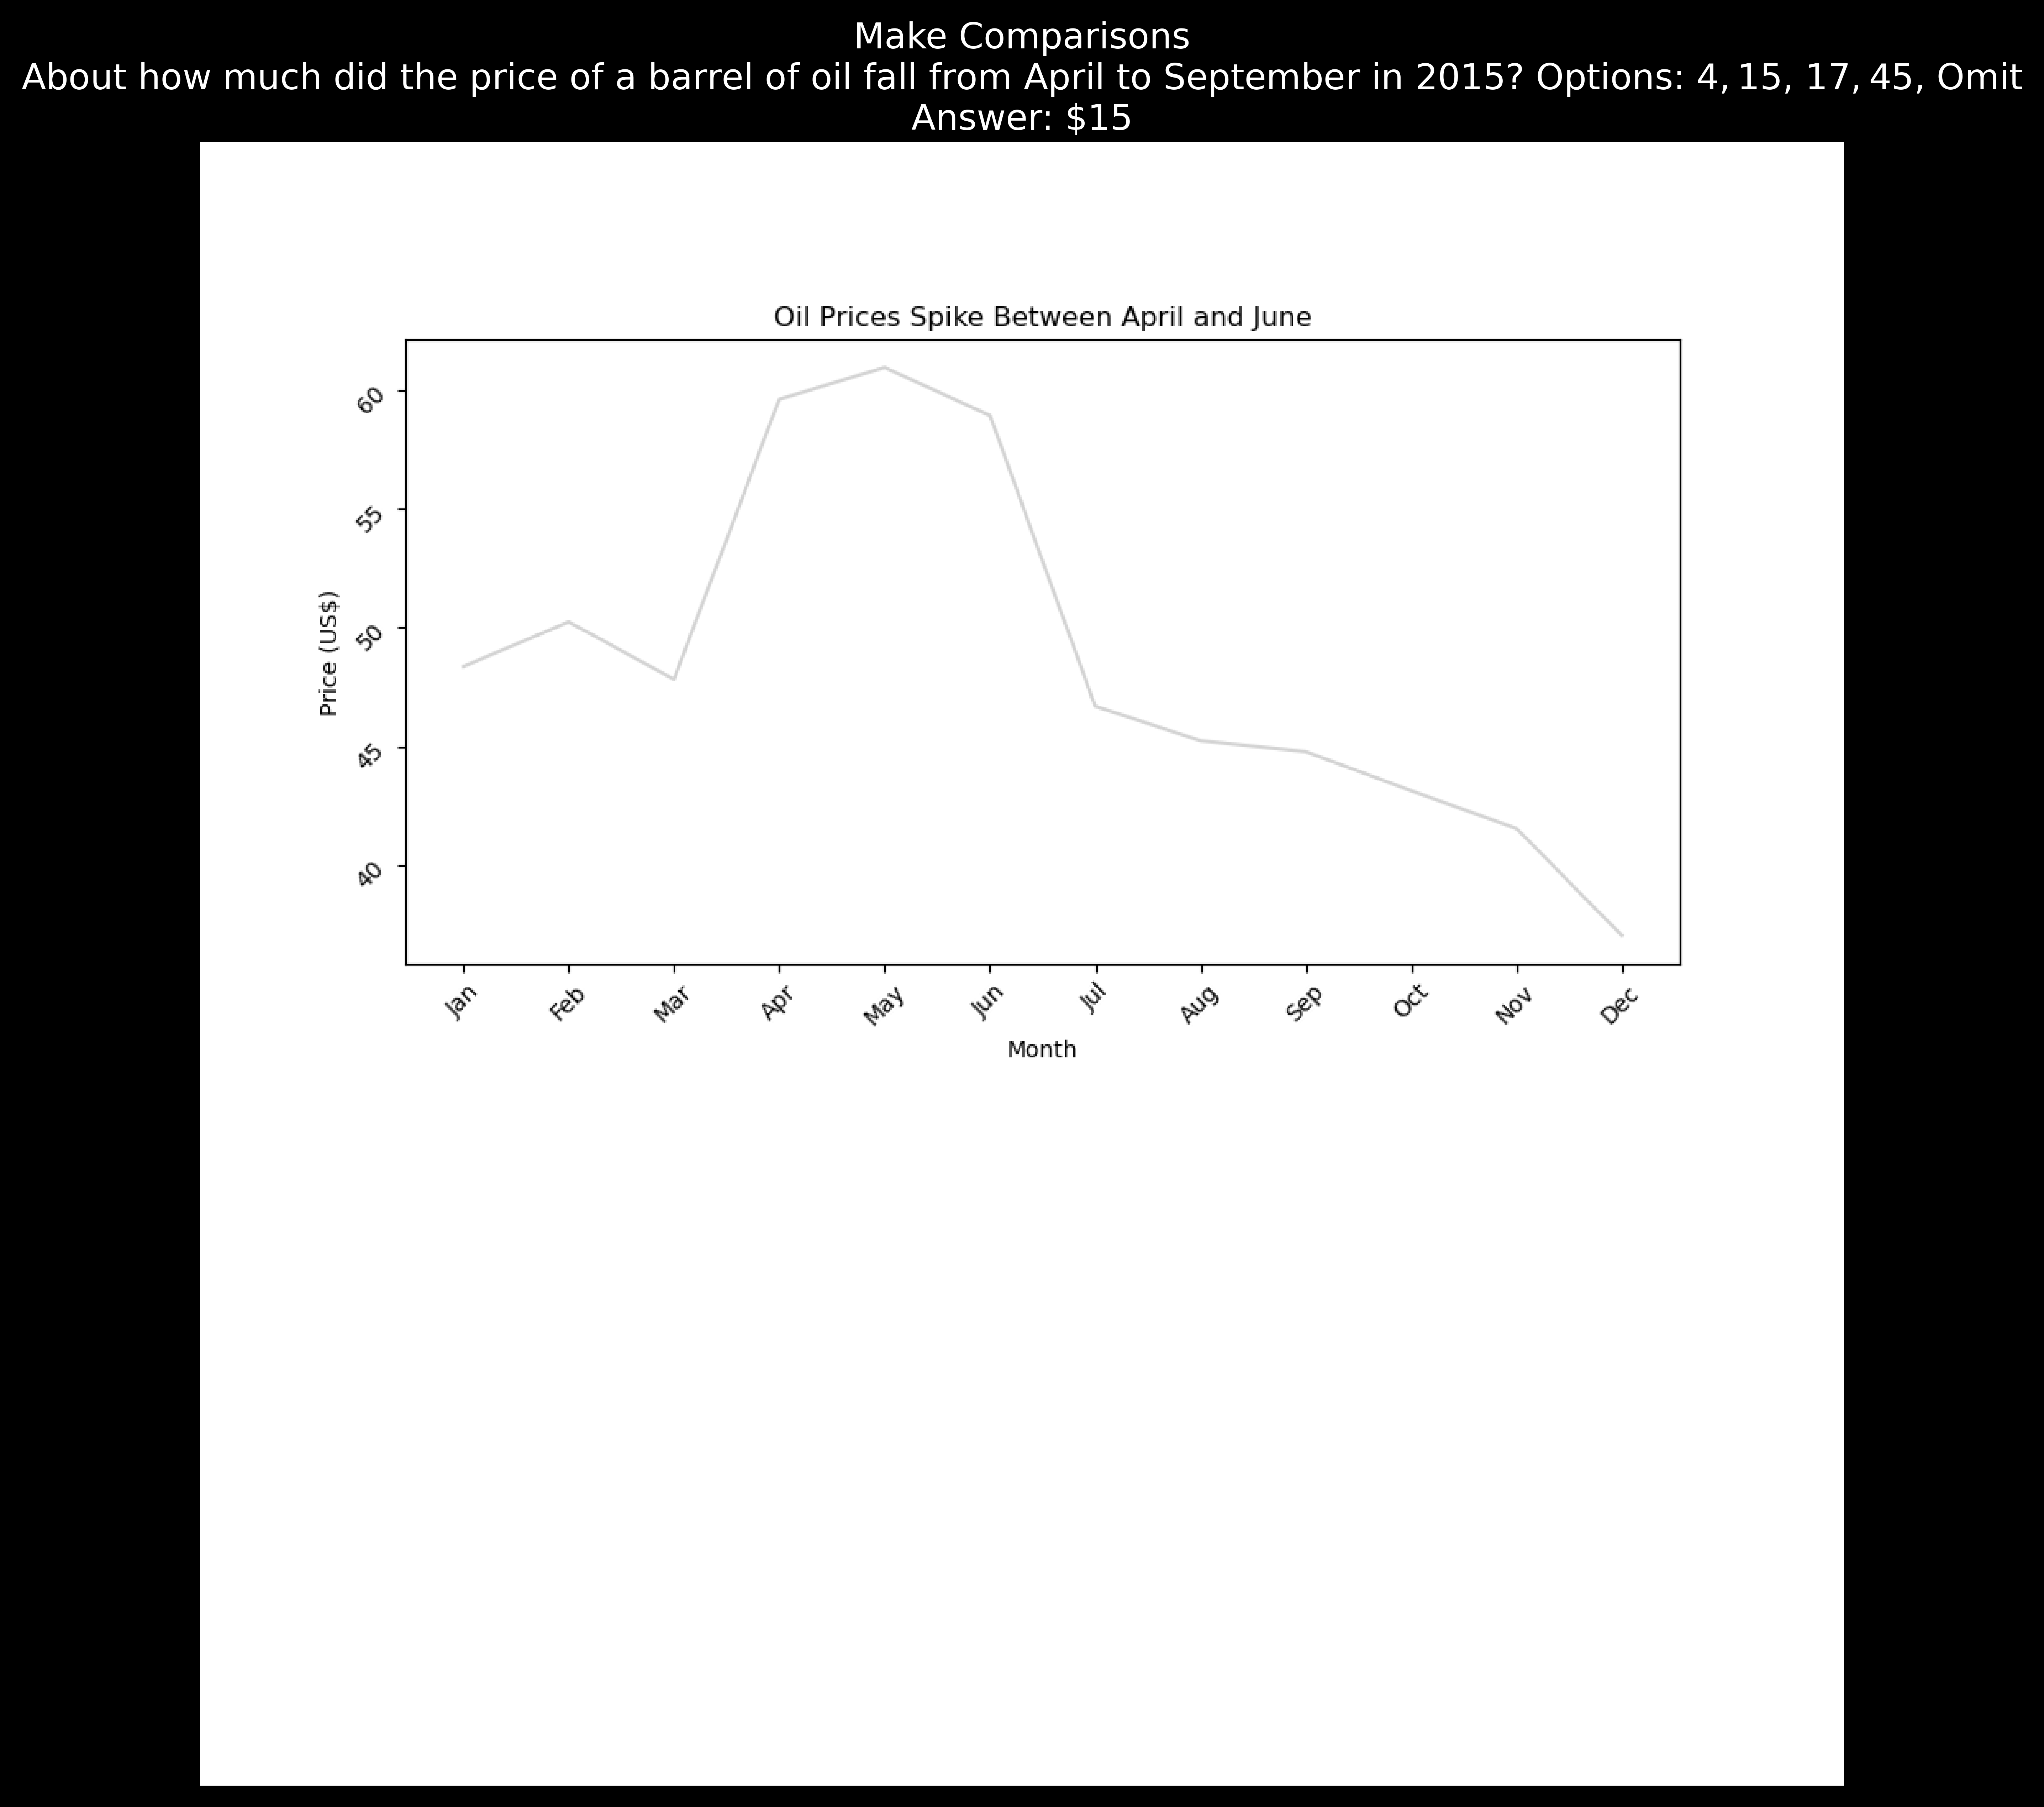 Make Comparisons
About how much did the price of a barrel of oil fall from April to September in 2015? Options: 4, 15, 17, 45, Omit
Answer: $15
Oil Prices Spike Between April and June
60
55
50
45
40
Price (US$)
Jan Feb Mar Apr May Jun Jul Aug Sep Oct Nov Dec
Month